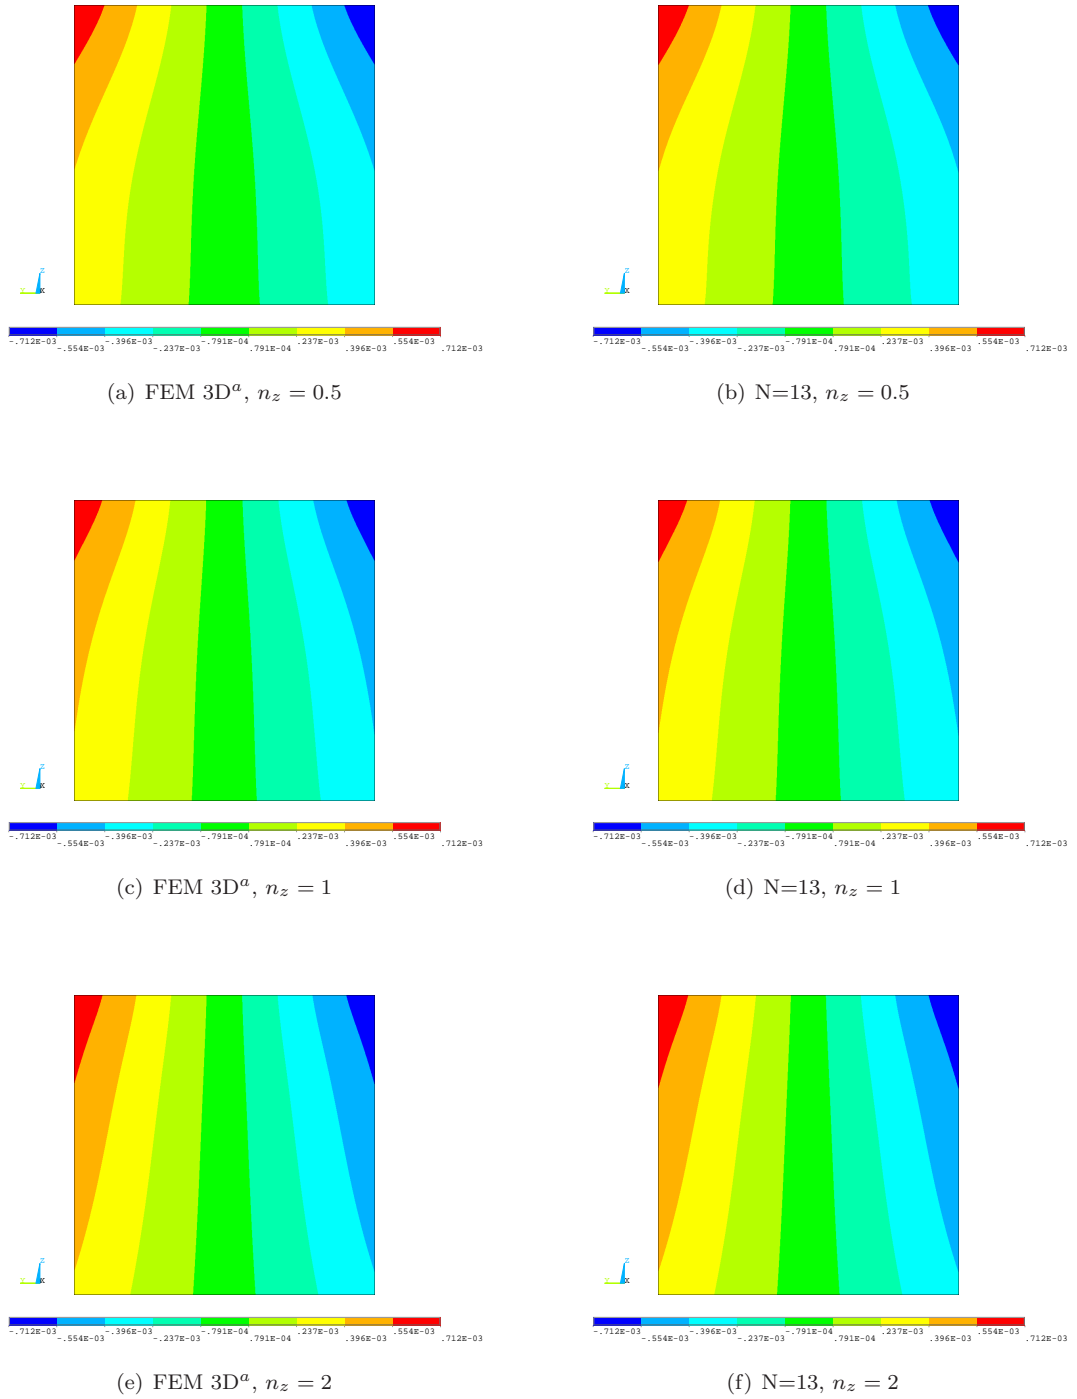 Z
Y X
Z
Y X
-.712E-03 -.396E-03 -.791E-04 .237E-03 .554E-03
-.554E-03 -.237E-03 .791E-04 .396E-03 .712E-03
-.712E-03 -.396E-03 -.791E-04 .237E-03 .554E-03
-.554E-03 -.237E-03 .791E-04 .396E-03 .712E-03
(a) FEM 3Dᵃ, n_z = 0.5
(b) N=13, n_z = 0.5
Z
Y X
Z
Y X
-.712E-03 -.396E-03 -.791E-04 .237E-03 .554E-03
-.554E-03 -.237E-03 .791E-04 .396E-03 .712E-03
-.712E-03 -.396E-03 -.791E-04 .237E-03 .554E-03
-.554E-03 -.237E-03 .791E-04 .396E-03 .712E-03
(c) FEM 3Dᵃ, n_z = 1
(d) N=13, n_z = 1
Z
Y X
Z
Y X
-.712E-03 -.396E-03 -.791E-04 .237E-03 .554E-03
-.554E-03 -.237E-03 .791E-04 .396E-03 .712E-03
-.712E-03 -.396E-03 -.791E-04 .237E-03 .554E-03
-.554E-03 -.237E-03 .791E-04 .396E-03 .712E-03
(e) FEM 3Dᵃ, n_z = 2
(f) N=13, n_z = 2